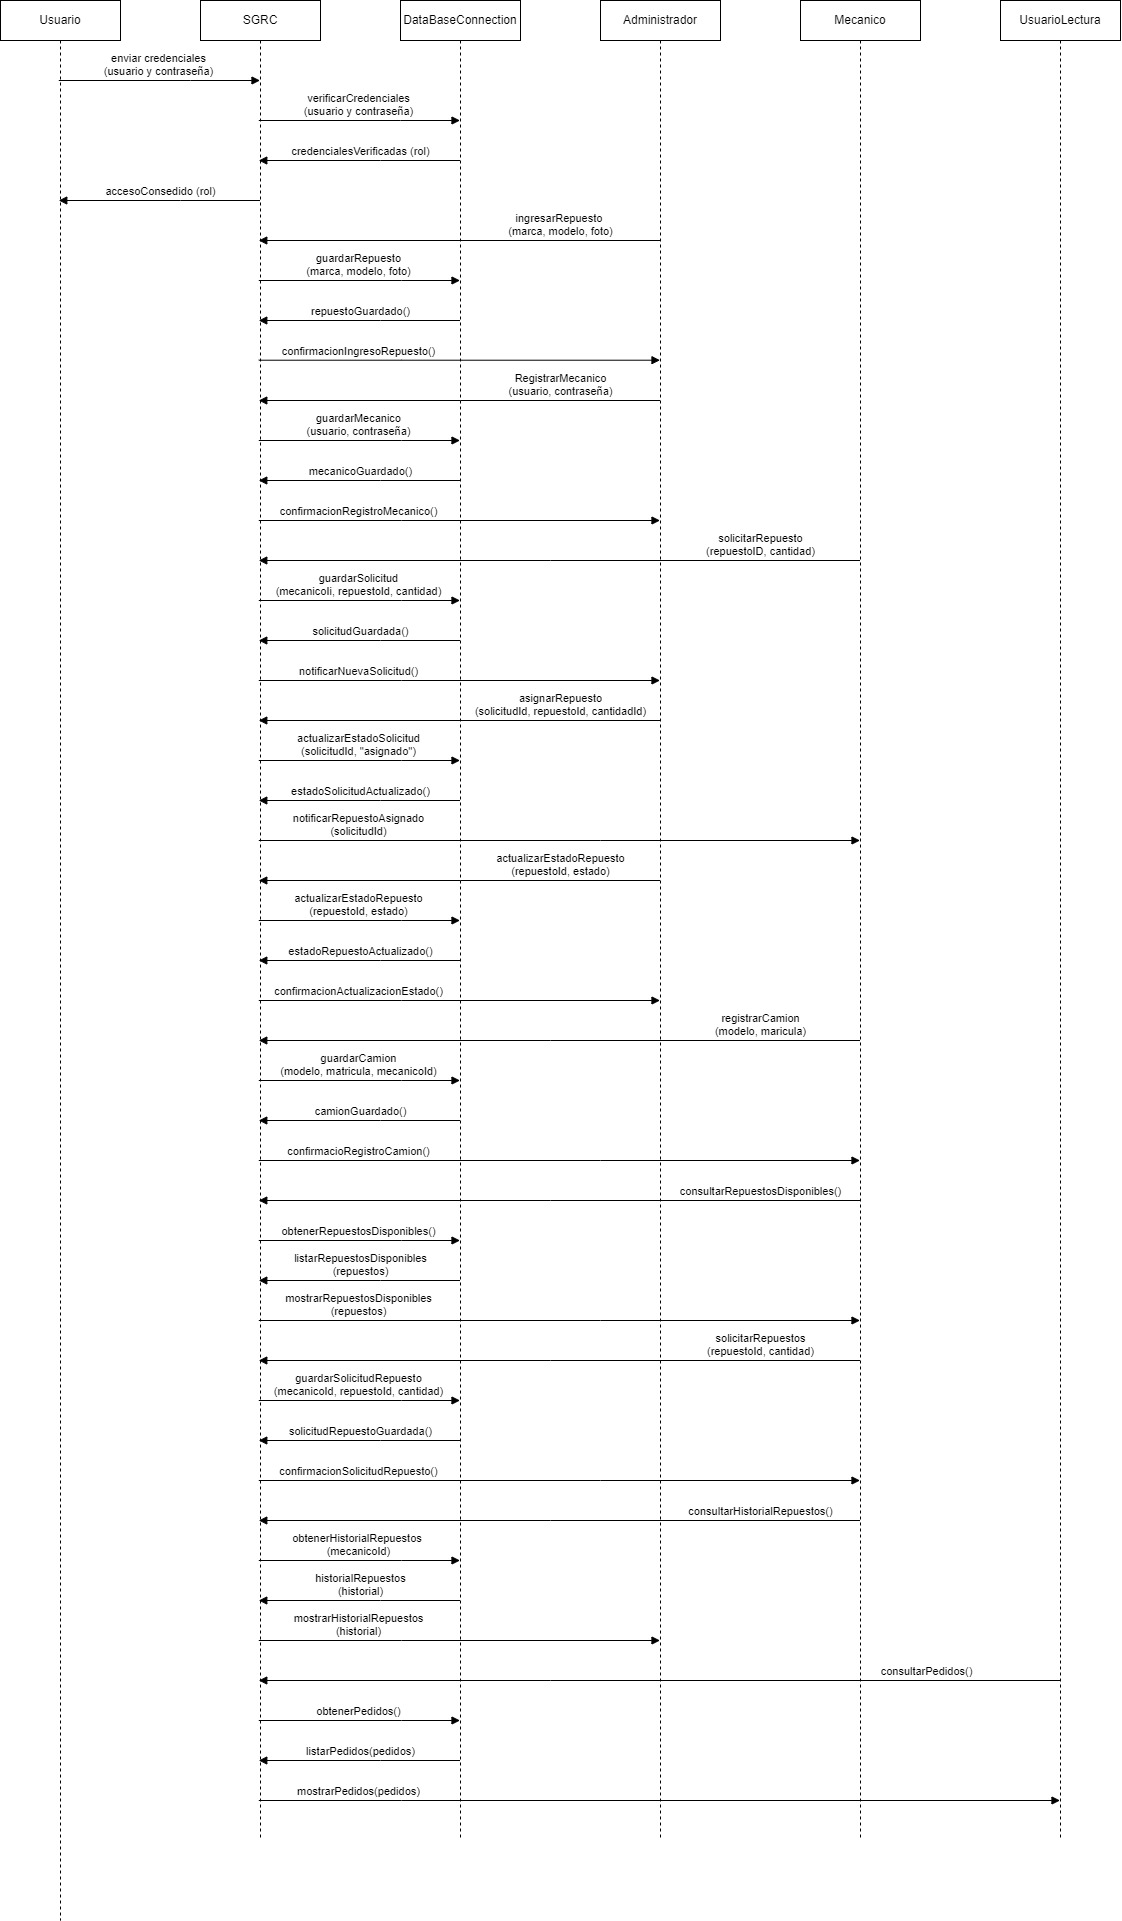 Usuario
SGRC
DataBaseConnection
Administrador
Mecanico
UsuarioLectura
enviar credenciales
(usuario y contraseña)
verificarCredenciales
(usuario y contraseña)
credencialesVerificadas (rol)
accesoConsedido (rol)
ingresarRepuesto
(marca, modelo, foto)
guardarRepuesto
(marca, modelo, foto)
repuestoGuardado()
confirmacionIngresoRepuesto()
RegistrarMecanico
(usuario, contraseña)
guardarMecanico
(usuario, contraseña)
mecanicoGuardado()
confirmacionRegistroMecanico()
solicitarRepuesto
(repuestoID, cantidad)
guardarSolicitud
(mecanicoIi, repuestoId, cantidad)
solicitudGuardada()
notificarNuevaSolicitud()
asignarRepuesto
(solicitudId, repuestoId, cantidadId)
actualizarEstadoSolicitud
(solicitudId, "asignado")
estadoSolicitudActualizado()
notificarRepuestoAsignado
(solicitudId)
actualizarEstadoRepuesto
(repuestoId, estado)
actualizarEstadoRepuesto
(repuestoId, estado)
estadoRepuestoActualizado()
confirmacionActualizacionEstado()
registrarCamion
(modelo, maricula)
guardarCamion
(modelo, matricula, mecanicoId)
camionGuardado()
confirmacioRegistroCamion()
consultarRepuestosDisponibles()
obtenerRepuestosDisponibles()
listarRepuestosDisponibles
(repuestos)
mostrarRepuestosDisponibles
(repuestos)
solicitarRepuestos
(repuestoId, cantidad)
guardarSolicitudRepuesto
(mecanicoId, repuestoId, cantidad)
solicitudRepuestoGuardada()
confirmacionSolicitudRepuesto()
consultarHistorialRepuestos()
obtenerHistorialRepuestos
(mecanicoId)
historialRepuestos
(historial)
mostrarHistorialRepuestos
(historial)
consultarPedidos()
obtenerPedidos()
listarPedidos(pedidos)
mostrarPedidos(pedidos)